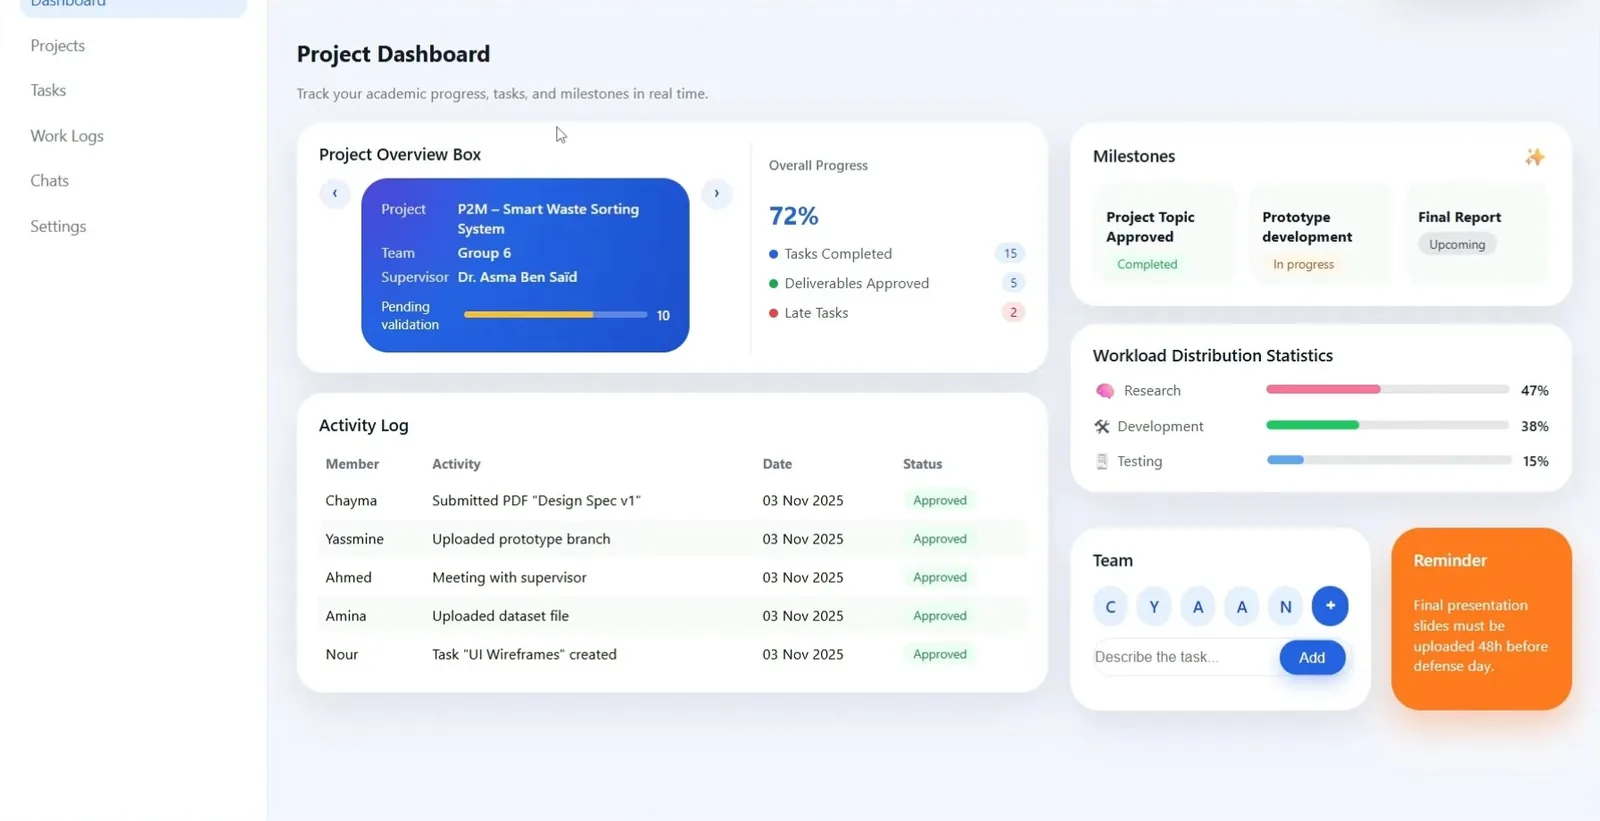 Dashboard
Projects
Tasks
Work Logs
Chats
Settings
Project Dashboard
Track your academic progress, tasks, and milestones in real time.
Project Overview Box
‹
›
Project P2M – Smart Waste Sorting
System
Team Group 6
Supervisor Dr. Asma Ben Saïd
Pending
validation 10
Overall Progress
72%
Tasks Completed 15
Deliverables Approved 5
Late Tasks 2
Activity Log
Member Activity Date Status
Chayma Submitted PDF "Design Spec v1" 03 Nov 2025 Approved
Yassmine Uploaded prototype branch 03 Nov 2025 Approved
Ahmed Meeting with supervisor 03 Nov 2025 Approved
Amina Uploaded dataset file 03 Nov 2025 Approved
Nour Task "UI Wireframes" created 03 Nov 2025 Approved
Milestones
Project Topic
Approved
Completed
Prototype
development
In progress
Final Report
Upcoming
Workload Distribution Statistics
Research 47%
Development 38%
Testing 15%
Team
C Y A A N +
Describe the task... Add
Reminder
Final presentation
slides must be
uploaded 48h before
defense day.